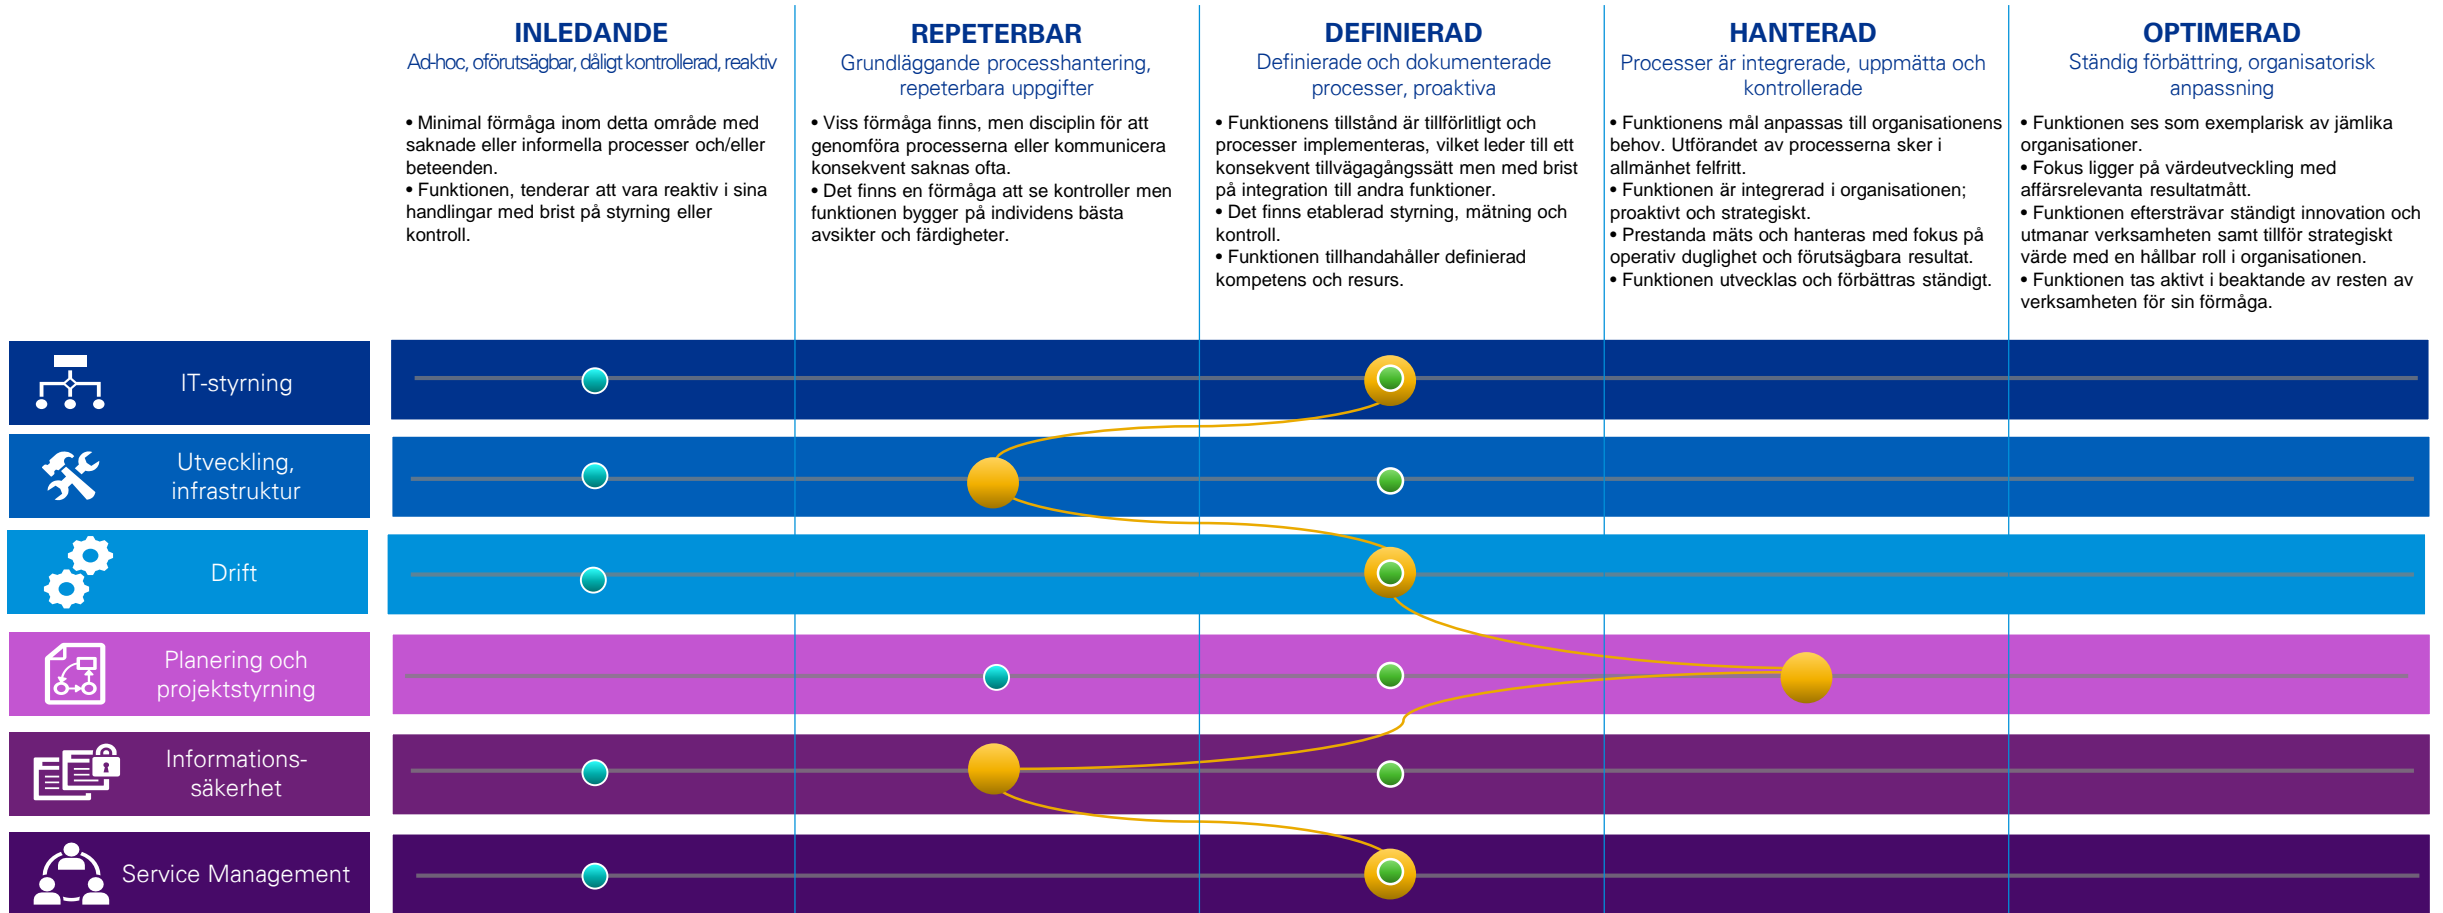 INLEDANDE
Ad-hoc, oförutsägbar, dåligt kontrollerad, reaktiv
• Minimal förmåga inom detta område med
saknade eller informella processer och/eller
beteenden.
• Funktionen, tenderar att vara reaktiv i sina
handlingar med brist på styrning eller
kontroll.
REPETERBAR
Grundläggande processhantering,
repeterbara uppgifter
• Viss förmåga finns, men disciplin för att
genomföra processerna eller kommunicera
konsekvent saknas ofta.
• Det finns en förmåga att se kontroller men
funktionen bygger på individens bästa
avsikter och färdigheter.
DEFINIERAD
Definierade och dokumenterade
processer, proaktiva
• Funktionens tillstånd är tillförlitligt och
processer implementeras, vilket leder till ett
konsekvent tillvägagångssätt men med brist
på integration till andra funktioner.
• Det finns etablerad styrning, mätning och
kontroll.
• Funktionen tillhandahåller definierad
kompetens och resurs.
HANTERAD
Processer är integrerade, uppmätta och
kontrollerade
• Funktionens mål anpassas till organisationens
behov. Utförandet av processerna sker i
allmänhet felfritt.
• Funktionen är integrerad i organisationen;
proaktivt och strategiskt.
• Prestanda mäts och hanteras med fokus på
operativ duglighet och förutsägbara resultat.
• Funktionen utvecklas och förbättras ständigt.
OPTIMERAD
Ständig förbättring, organisatorisk
anpassning
• Funktionen ses som exemplarisk av jämlika
organisationer.
• Fokus ligger på värdeutveckling med
affärsrelevanta resultatmått.
• Funktionen eftersträvar ständigt innovation och
utmanar verksamheten samt tillför strategiskt
värde med en hållbar roll i organisationen.
• Funktionen tas aktivt i beaktande av resten av
verksamheten för sin förmåga.
IT-styrning
Utveckling,
infrastruktur
Drift
Planering och
projektstyrning
Informations-
säkerhet
Service Management